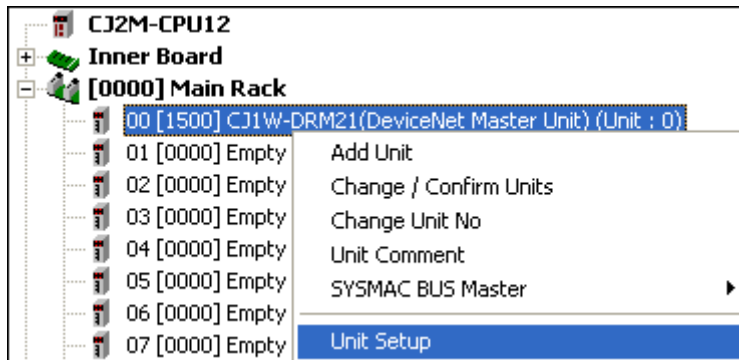 CJ2M-CPU12
Inner Board
[0000] Main Rack
00 [1500] CJ1W-DRM21(DeviceNet Master Unit) (Unit : 0)
01 [0000] Empty
02 [0000] Empty
03 [0000] Empty
04 [0000] Empty
05 [0000] Empty
06 [0000] Empty
07 [0000] Empty
Add Unit
Change / Confirm Units
Change Unit No
Unit Comment
SYSMAC BUS Master
Unit Setup